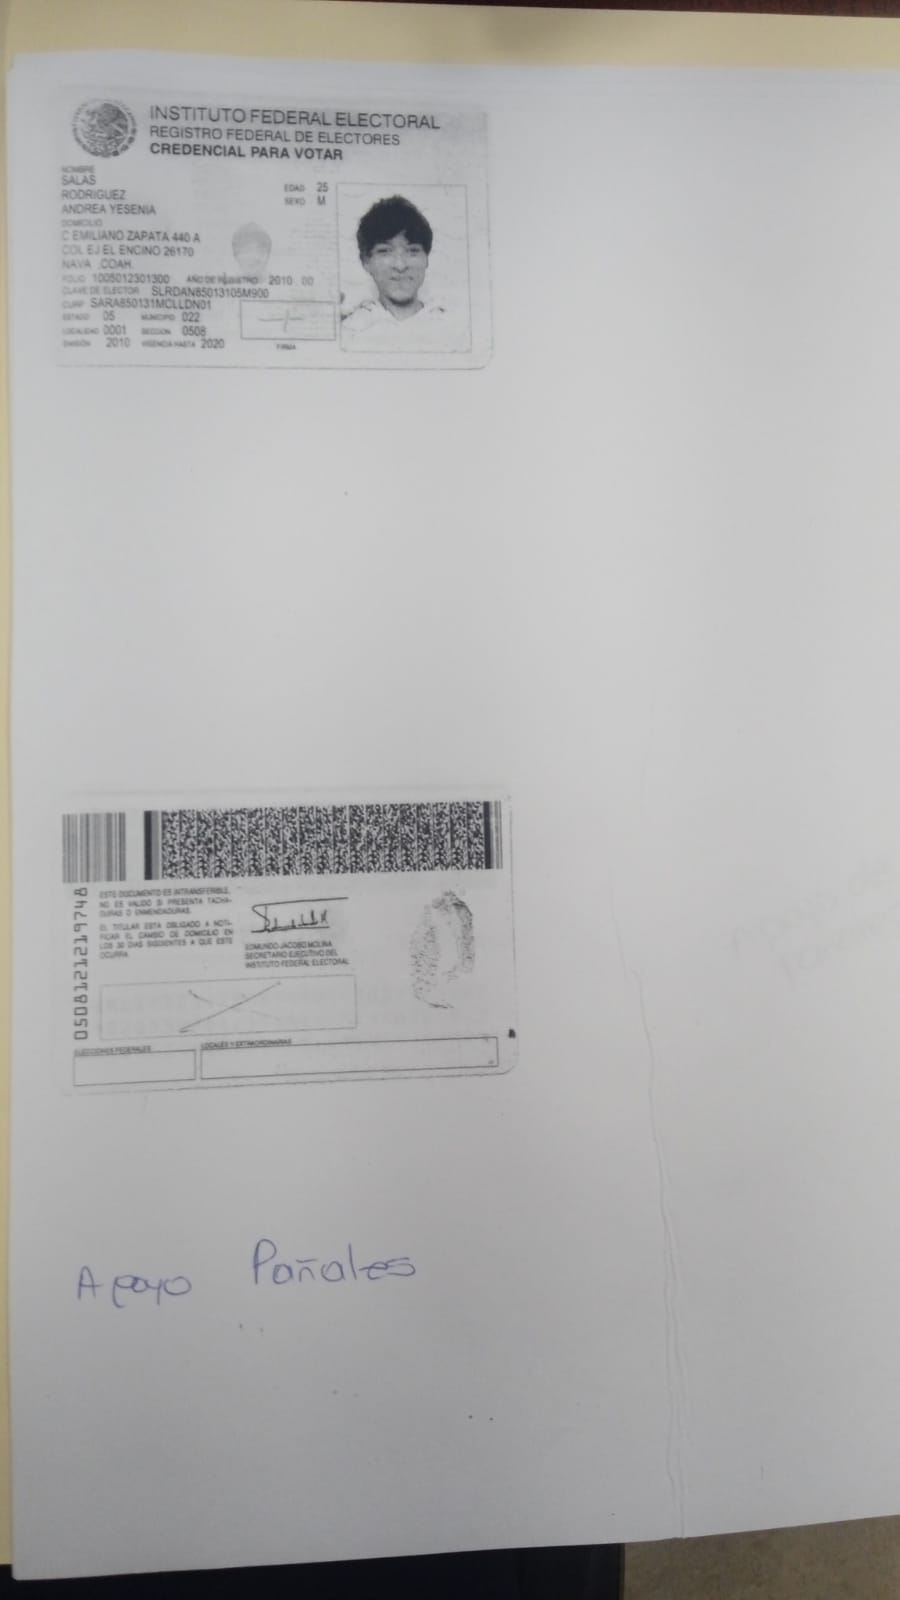 INSTITUTO FEDERAL ELECTORAL
REGISTRO FEDERAL DE ELECTORES
CREDENCIAL PARA VOTAR
NOMBRE
SALAS
RODRIGUEZ
ANDREA YESENIA
EDAD 25
SEXO M
DOMICILIO
C EMILIANO ZAPATA 440 A
COL EJ EL ENCINO 26170
NAVA ,COAH.
FOLIO 1005012301300 AÑO DE REGISTRO 2010 00
CLAVE DE ELECTOR SLRDAN85013105M900
CURP SARA850131MCLLDN01
ESTADO 05 MUNICIPIO 022
LOCALIDAD 0001 SECCION 0508
EMISIÓN 2010 VIGENCIA HASTA 2020
FIRMA
0508121219748
ESTE DOCUMENTO ES INTRANSFERIBLE,
NO ES VALIDO SI PRESENTA TACHA-
DURAS O ENMENDADURAS.
EL TITULAR ESTA OBLIGADO A NOTI-
FICAR EL CAMBIO DE DOMICILIO EN
LOS 30 DIAS SIGUIENTES A QUE ESTE
OCURRA.
EDMUNDO JACOBO MOLINA
SECRETARIO EJECUTIVO DEL
INSTITUTO FEDERAL ELECTORAL
ELECCIONES FEDERALES
LOCALES Y EXTRAORDINARIAS
Apoyo Pañales